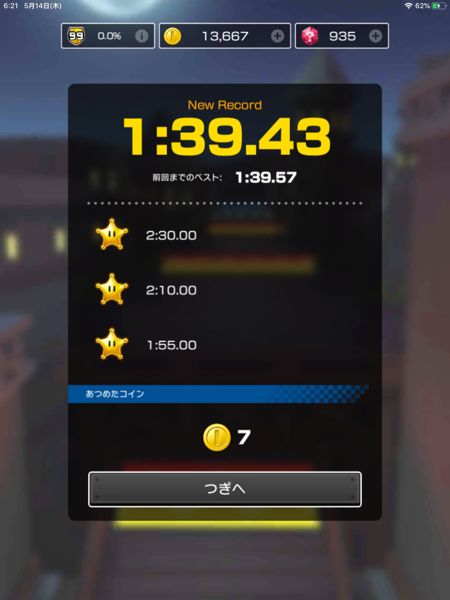 6:21 5月14日(木) 62%
99 0.0% i 13,667 + 935 +
New Record
1:39.43
前回までのベスト: 1:39.57
2:30.00
2:10.00
1:55.00
あつめたコイン
7
つぎへ